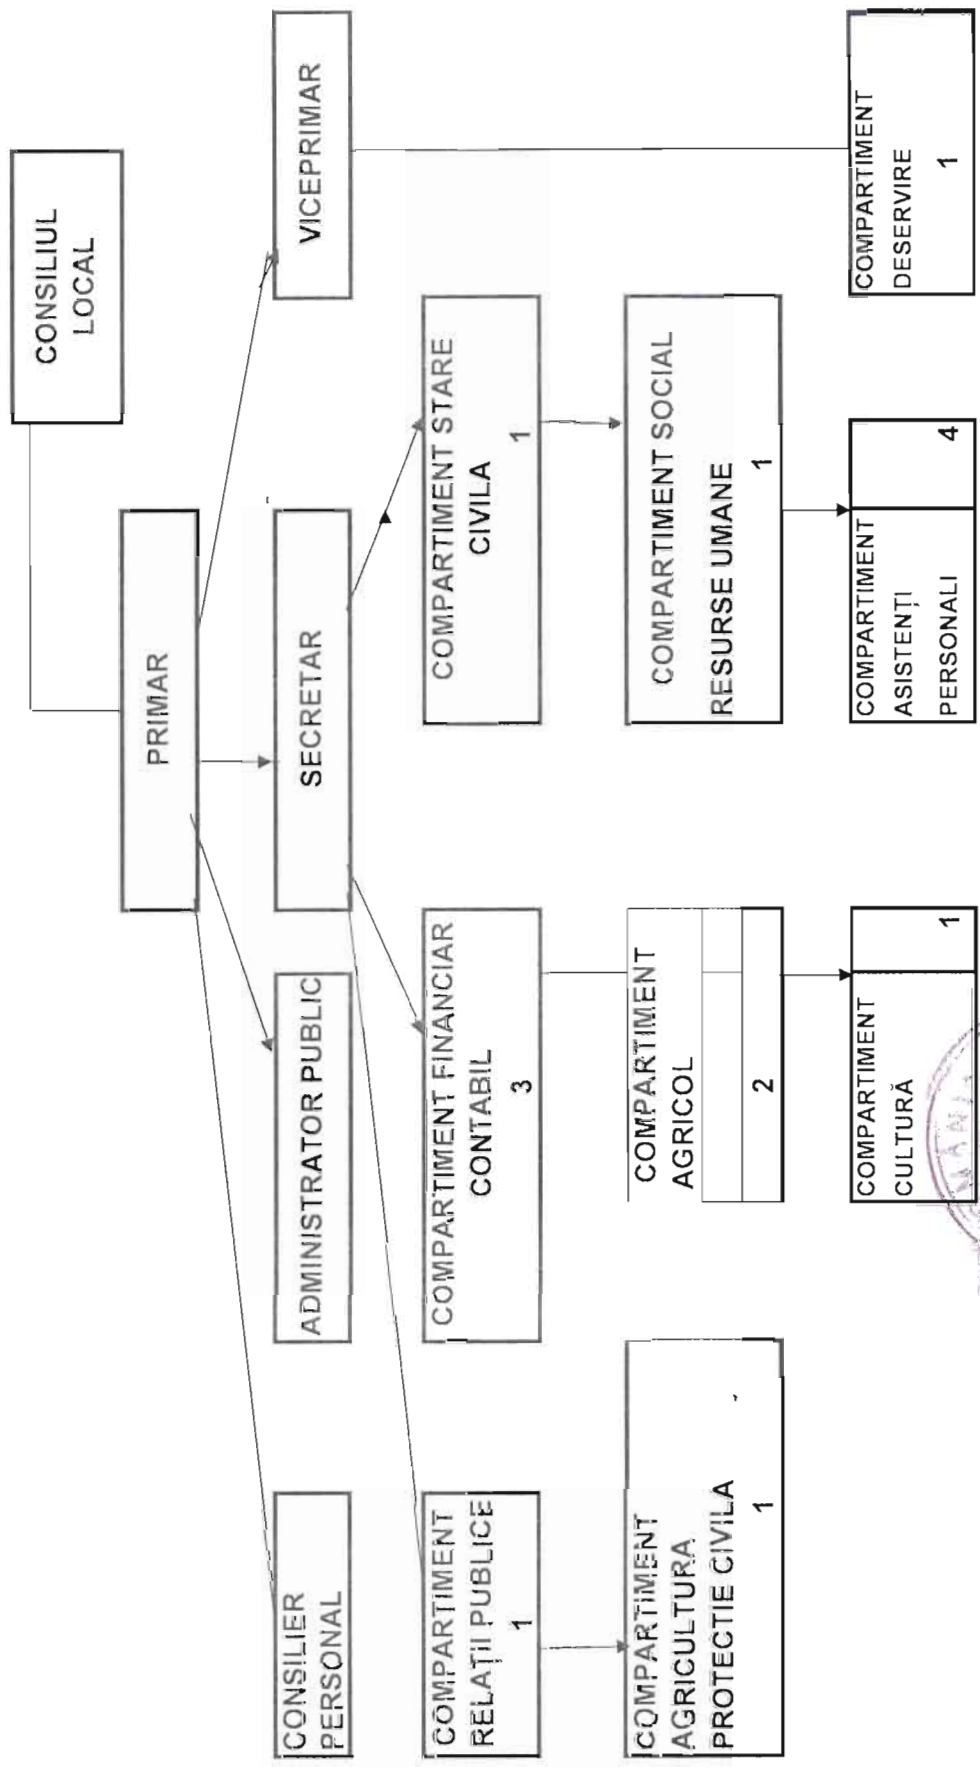 CONSILIUL
LOCAL
PRIMAR
CONSILIER
PERSONAL
ADMINISTRATOR PUBLIC
SECRETAR
VICEPRIMAR
COMPARTIMENT
RELAȚII PUBLICE
1
COMPARTIMENT FINANCIAR
CONTABIL
3
COMPARTIMENT STARE
CIVILA
1
COMPARTIMENT
AGRICULTURA
PROTECTIE CIVILA
1
COMPARTIMENT
AGRICOL
2
COMPARTIMENT SOCIAL
RESURSE UMANE
1
COMPARTIMENT
CULTURĂ
1
COMPARTIMENT
ASISTENȚI
PERSONALI
4
COMPARTIMENT
DESERVIRE
1